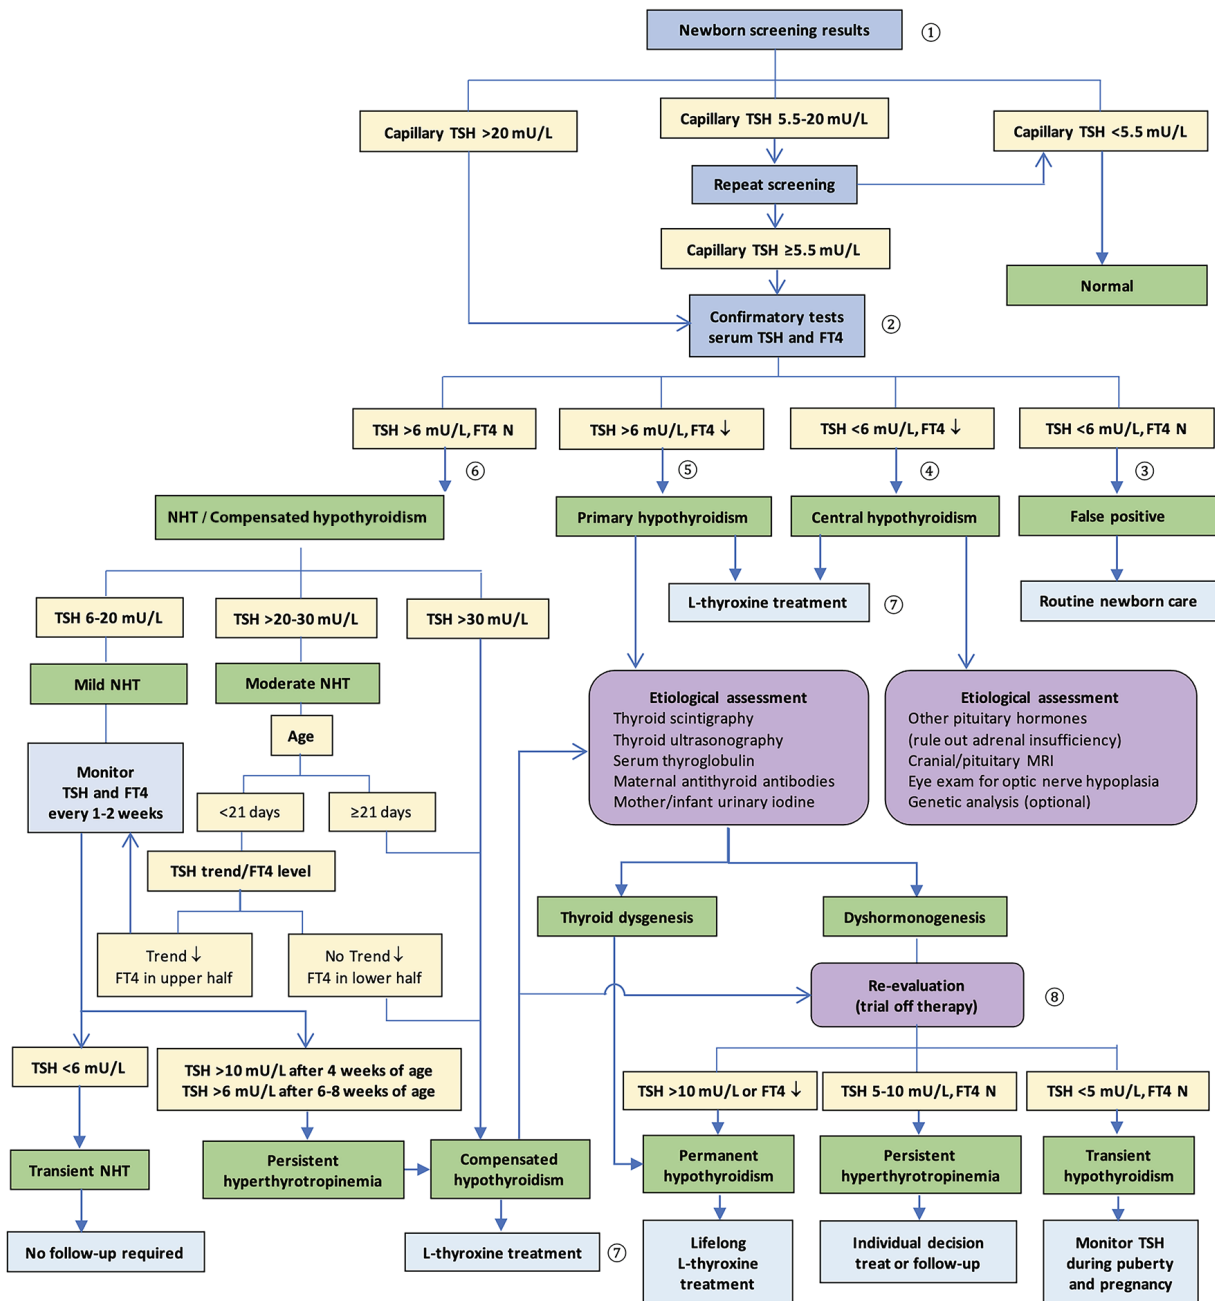 Newborn screening results
①
Capillary TSH >20 mU/L
Capillary TSH 5.5-20 mU/L
Capillary TSH <5.5 mU/L
Repeat screening
Capillary TSH ≥5.5 mU/L
Normal
Confirmatory tests
serum TSH and FT4
②
TSH >6 mU/L, FT4 N
TSH >6 mU/L, FT4 ↓
TSH <6 mU/L, FT4 ↓
TSH <6 mU/L, FT4 N
⑥
⑤
④
③
NHT / Compensated hypothyroidism
Primary hypothyroidism
Central hypothyroidism
False positive
L-thyroxine treatment
⑦
Routine newborn care
TSH 6-20 mU/L
TSH >20-30 mU/L
TSH >30 mU/L
Mild NHT
Moderate NHT
Age
Monitor
TSH and FT4
every 1-2 weeks
<21 days
≥21 days
TSH trend/FT4 level
Trend ↓
FT4 in upper half
No Trend ↓
FT4 in lower half
Etiological assessment
Thyroid scintigraphy
Thyroid ultrasonography
Serum thyroglobulin
Maternal antithyroid antibodies
Mother/infant urinary iodine
Etiological assessment
Other pituitary hormones
(rule out adrenal insufficiency)
Cranial/pituitary MRI
Eye exam for optic nerve hypoplasia
Genetic analysis (optional)
Thyroid dysgenesis
Dyshormonogenesis
Re-evaluation
(trial off therapy)
⑧
TSH <6 mU/L
TSH >10 mU/L after 4 weeks of age
TSH >6 mU/L after 6-8 weeks of age
TSH >10 mU/L or FT4 ↓
TSH 5-10 mU/L, FT4 N
TSH <5 mU/L, FT4 N
Transient NHT
Persistent
hyperthyrotropinemia
Compensated
hypothyroidism
Permanent
hypothyroidism
Persistent
hyperthyrotropinemia
Transient
hypothyroidism
No follow-up required
L-thyroxine treatment
⑦
Lifelong
L-thyroxine
treatment
Individual decision
treat or follow-up
Monitor TSH
during puberty
and pregnancy